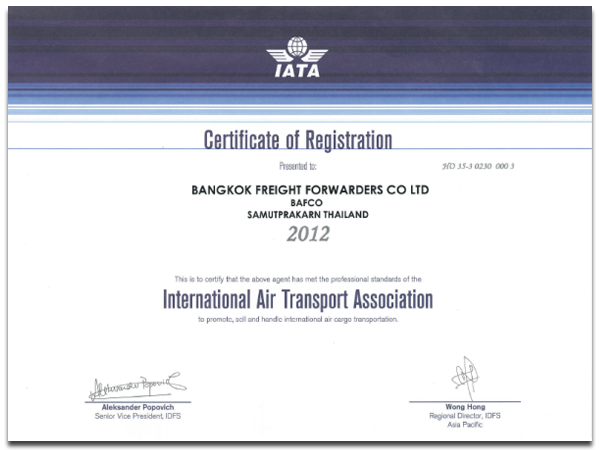 IATA
Certificate of Registration
Presented to:
HO 35-3 0230 000 3
BANGKOK FREIGHT FORWARDERS CO LTD
BAFCO
SAMUTPRAKARN THAILAND
2012
This is to certify that the above agent has met the professional standards of the
International Air Transport Association
to promote, sell and handle international air cargo transportation.
Aleksander Popovich
Aleksander Popovich
Senior Vice President, IDFS
Wong Hong
Regional Director, IDFS
Asia Pacific